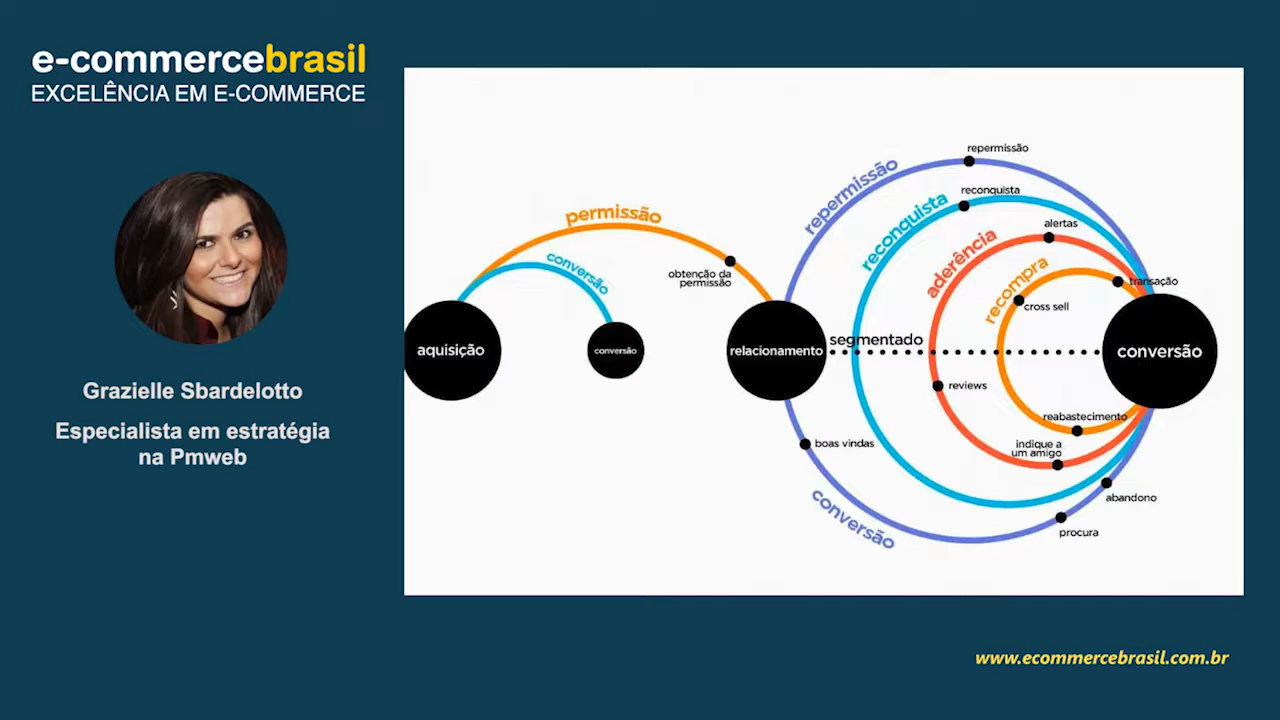 e-commercebrasil
EXCELÊNCIA EM E-COMMERCE
Grazielle Sbardelotto
Especialista em estratégia
na Pmweb
permissão
conversão
obtenção da
permissão
aquisição
conversão
relacionamento
repermissão
repermissão
reconquista
reconquista
alertas
aderência
recompra
transação
cross sell
segmentado
conversão
reviews
reabastecimento
boas vindas
indique a
um amigo
abandono
conversão
procura
www.ecommercebrasil.com.br